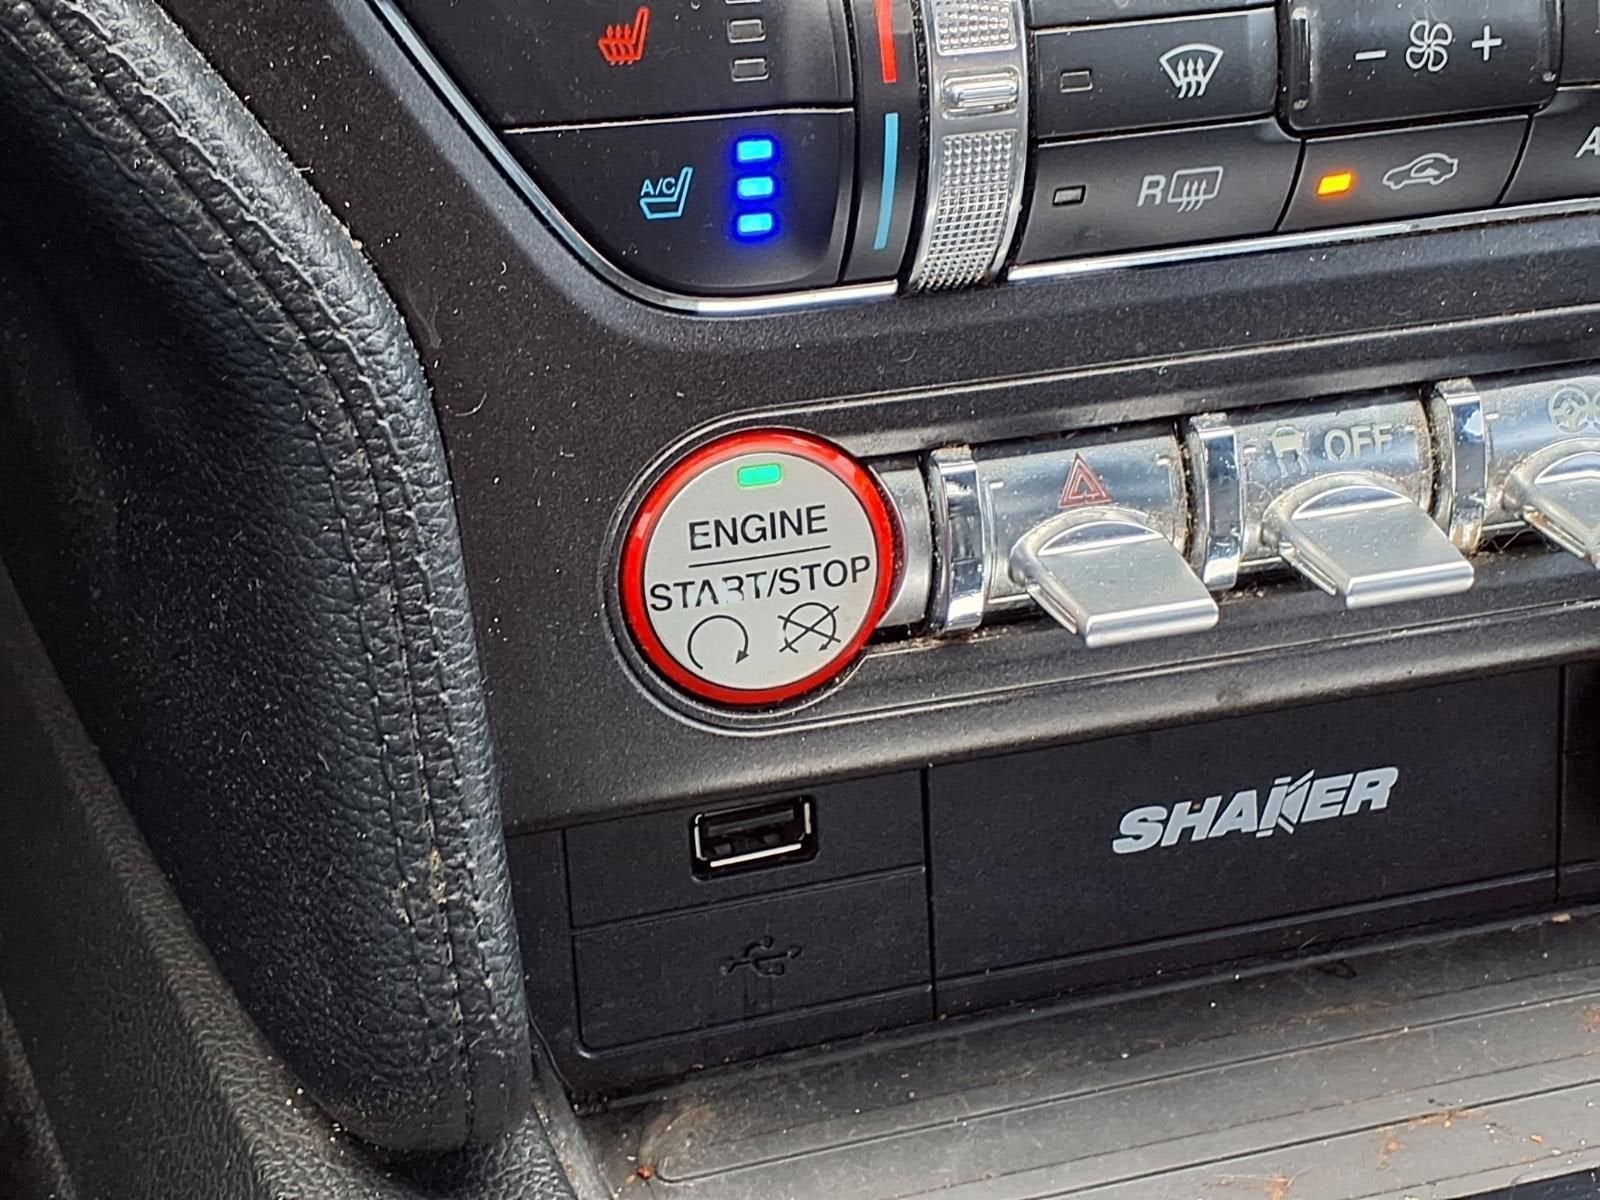 A/C
R
A
OFF
ENGINE
START/STOP
SHAKER